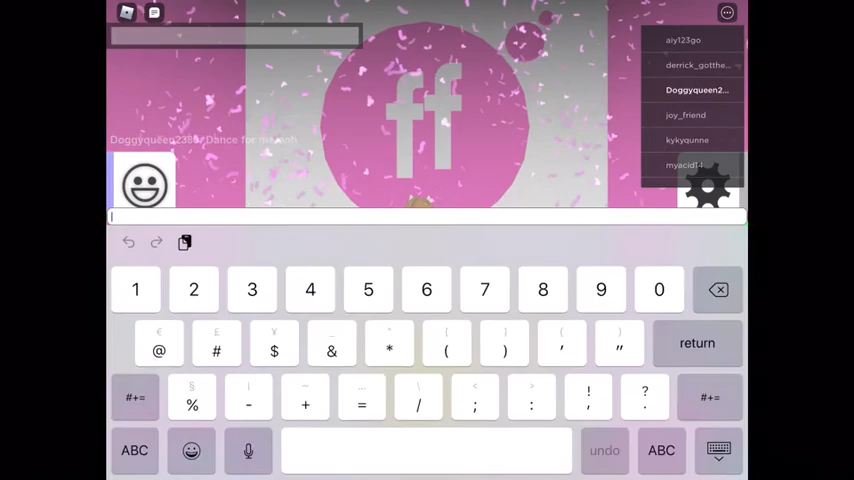 aiy123go
derrick_gotthe...
Doggyqueen2...
joy_friend
kykyqunne
myacid14
Dance for me
ff
1 2 3 4 5 6 7 8 9 0
€ £ ¥ _ ^ [ ] { }
@ # $ & * ( ) ' "
return
§ | ~ … \ < > ! ?
#+= % - + = / ; : , . #+=
ABC undo ABC